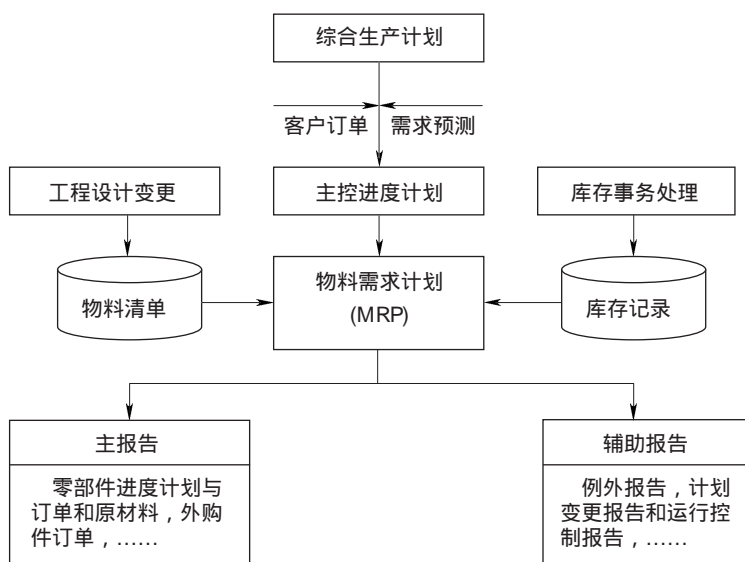 综合生产计划
客户订单
需求预测
工程设计变更
主控进度计划
库存事务处理
物料清单
物料需求计划
(MRP)
库存记录
主报告
零部件进度计划与
订单和原材料，外购
件订单，……
辅助报告
例外报告，计划
变更报告和运行控
制报告，……